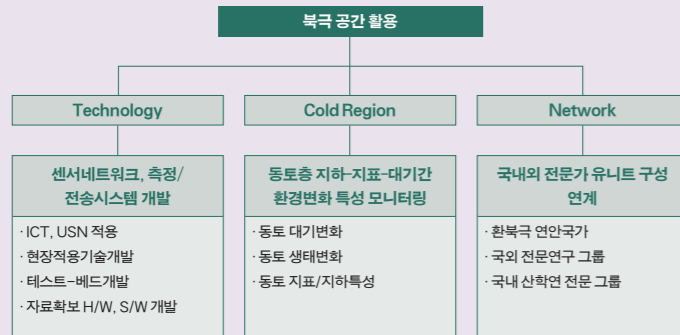 북극 공간 활용
Technology
센서네트워크, 측정/
전송시스템 개발
· ICT, USN 적용
· 현장적용기술개발
· 테스트-베드개발
· 자료확보 H/W, S/W 개발
Cold Region
동토층 지하-지표-대기간
환경변화 특성 모니터링
· 동토 대기변화
· 동토 생태변화
· 동토 지표/지하특성
Network
국내외 전문가 유니트 구성
연계
· 환북극 연안국가
· 국외 전문연구 그룹
· 국내 산학연 전문 그룹